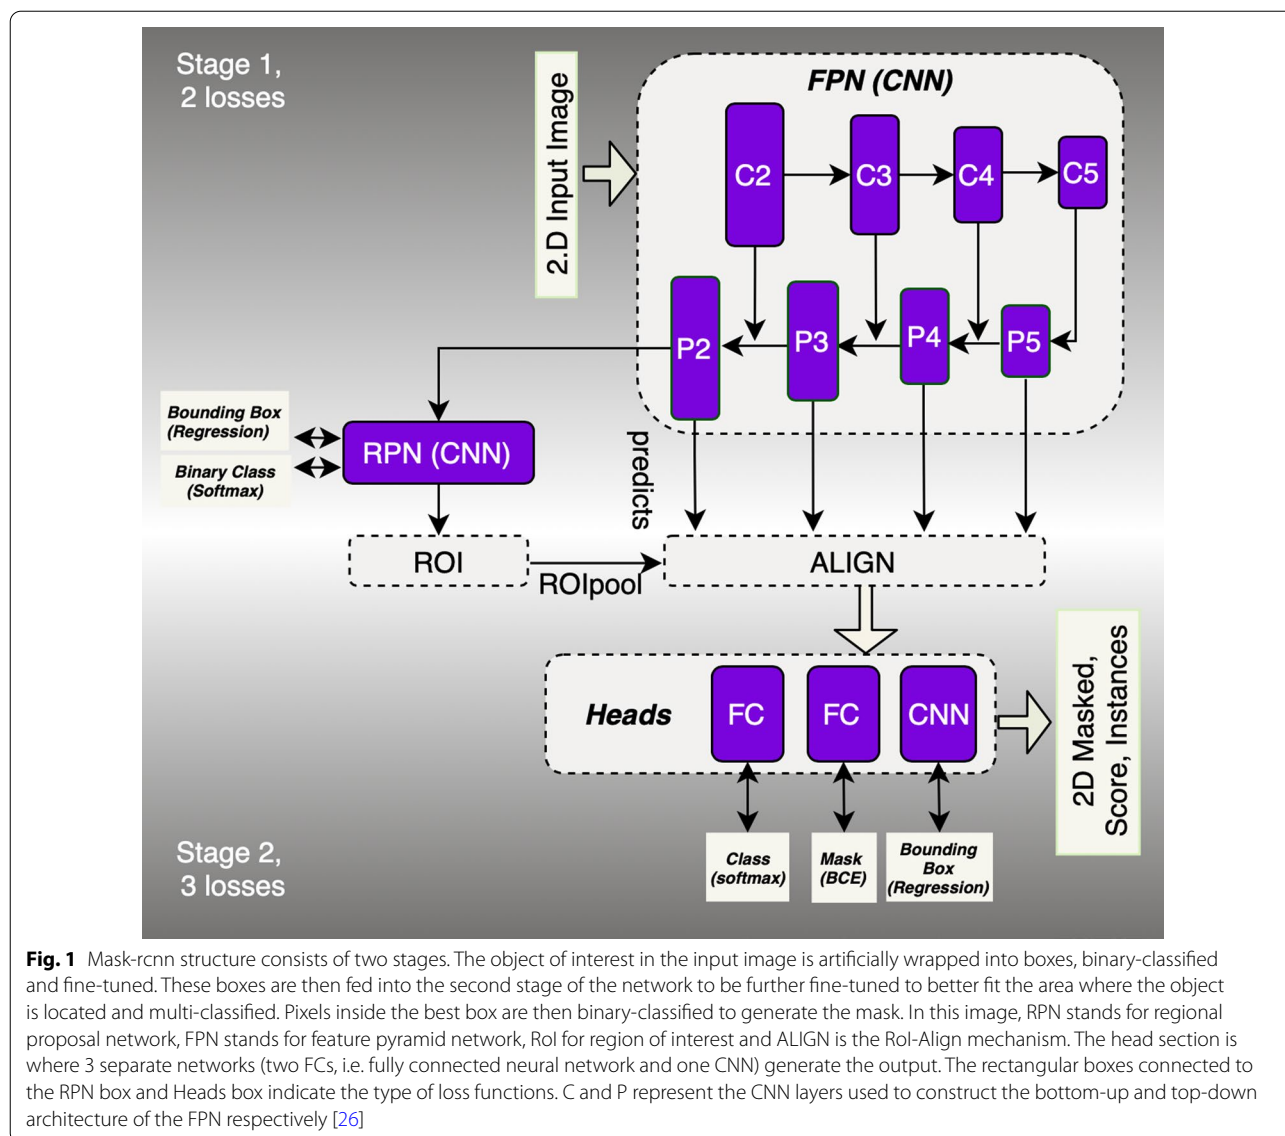 Stage 1,
2 losses
2.D Input Image
FPN (CNN)
C2
C3
C4
C5
P2
P3
P4
P5
Bounding Box
(Regression)
Binary Class
(Softmax)
RPN (CNN)
predicts
ROI
ROIpool
ALIGN
Heads
FC
FC
CNN
2D Masked,
Score, Instances
Stage 2,
3 losses
Class
(softmax)
Mask
(BCE)
Bounding
Box
(Regression)
Fig. 1 Mask-rcnn structure consists of two stages. The object of interest in the input image is artificially wrapped into boxes, binary-classified
and fine-tuned. These boxes are then fed into the second stage of the network to be further fine-tuned to better fit the area where the object
is located and multi-classified. Pixels inside the best box are then binary-classified to generate the mask. In this image, RPN stands for regional
proposal network, FPN stands for feature pyramid network, RoI for region of interest and ALIGN is the RoI-Align mechanism. The head section is
where 3 separate networks (two FCs, i.e. fully connected neural network and one CNN) generate the output. The rectangular boxes connected to
the RPN box and Heads box indicate the type of loss functions. C and P represent the CNN layers used to construct the bottom-up and top-down
architecture of the FPN respectively [26]